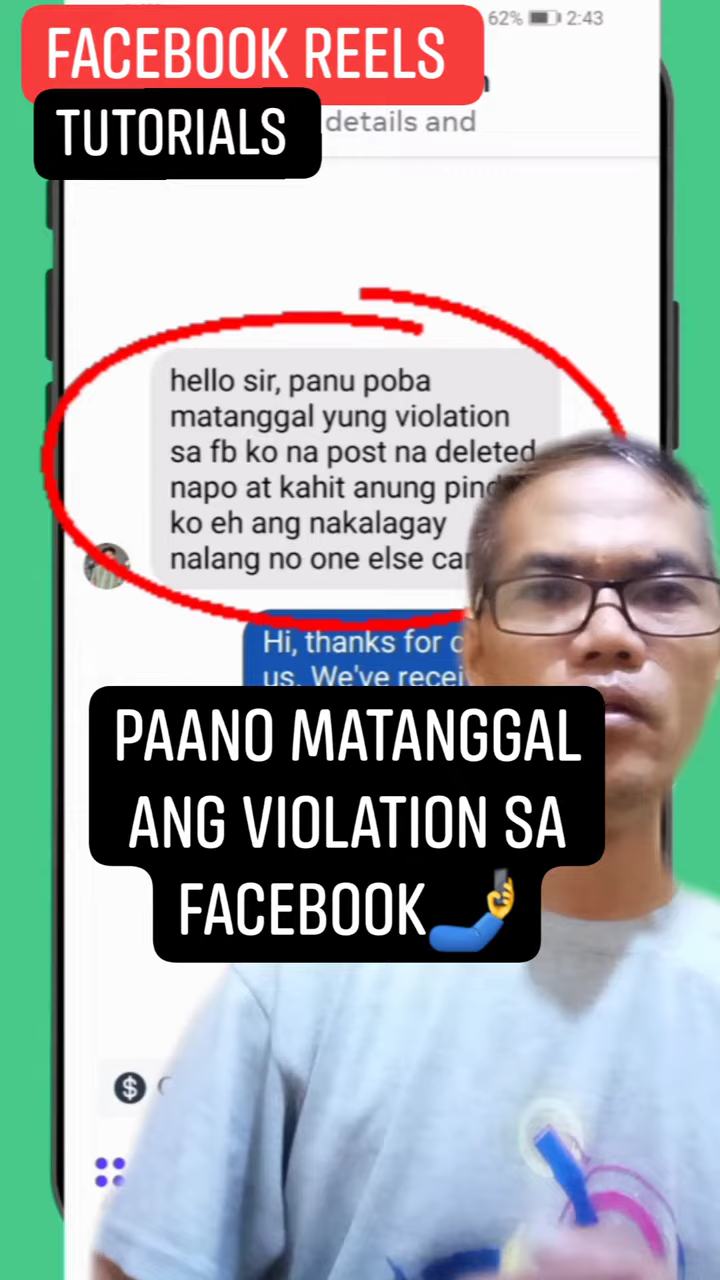 FACEBOOK REELS
62% 2:43
TUTORIALS
details and
hello sir, panu poba
matanggal yung violation
sa fb ko na post na deleted
napo at kahit anung
ko eh ang nakalagay
nalang no one else
Hi, thanks for
us. We've
PAANO MATANGGAL
ANG VIOLATION SA
FACEBOOK🤳
$